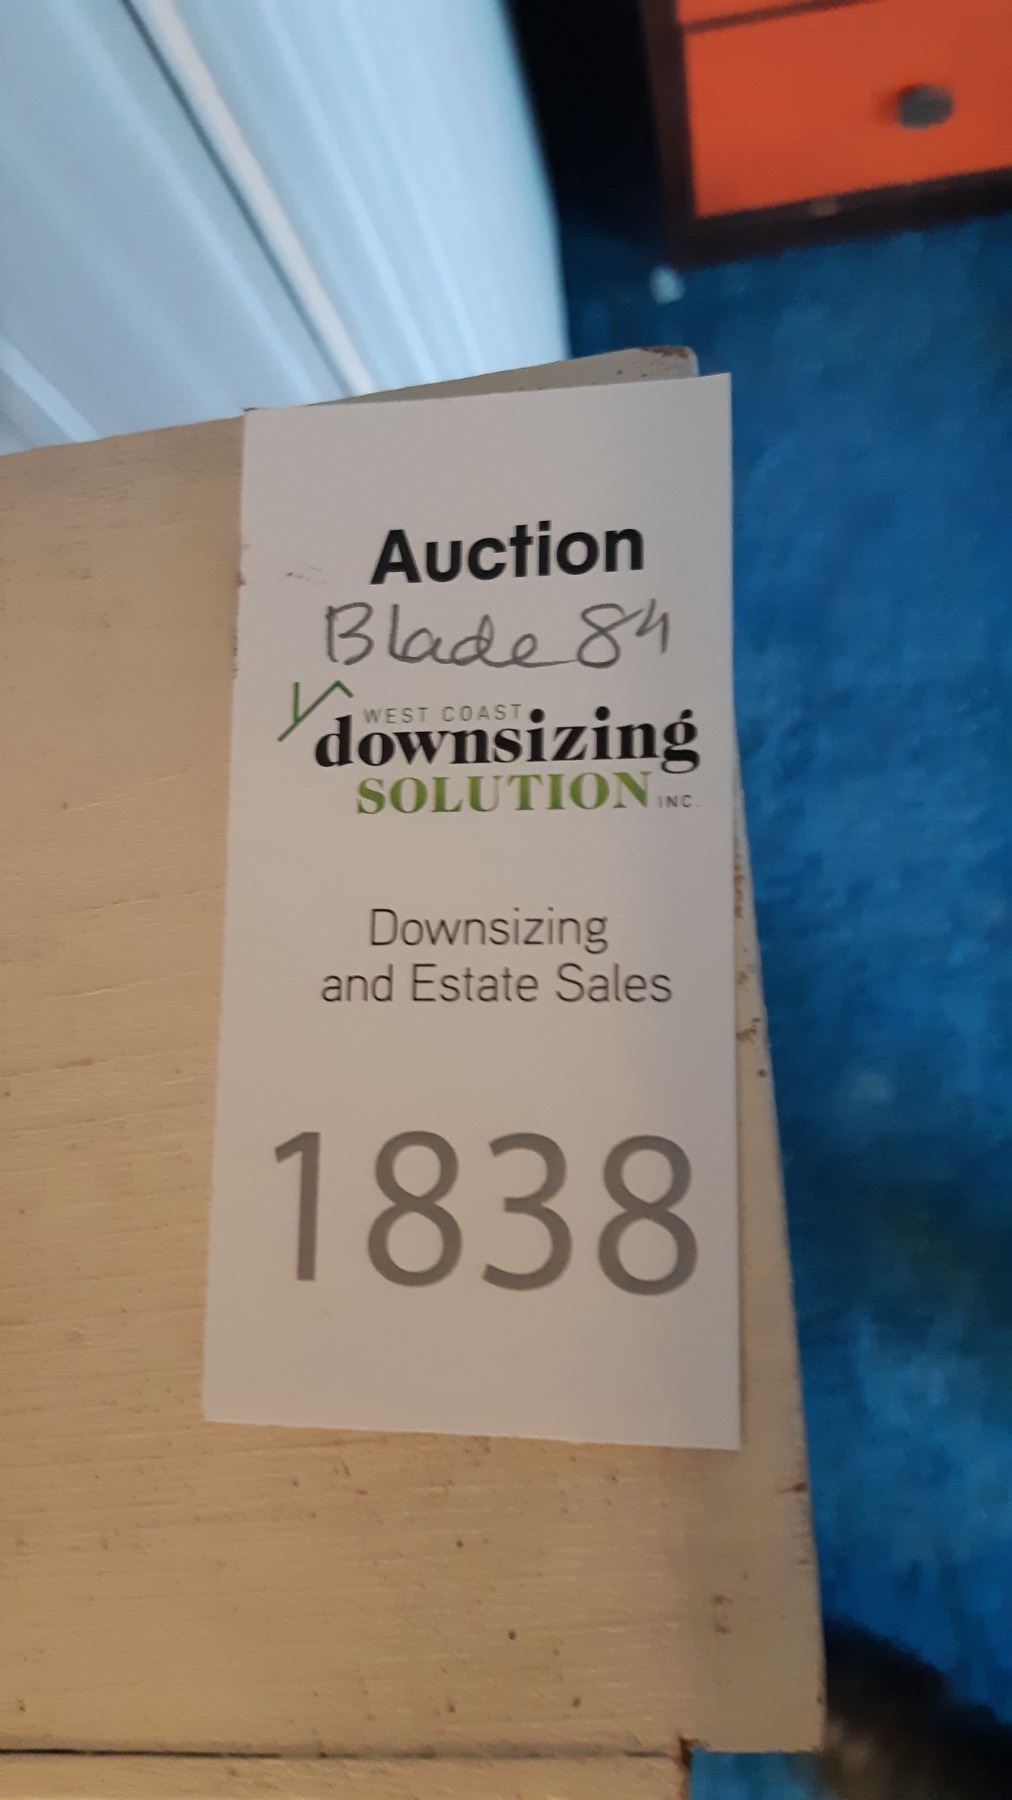 Auction
Blade 84
WEST COAST
downsizing
SOLUTION INC.
Downsizing
and Estate Sales
1838